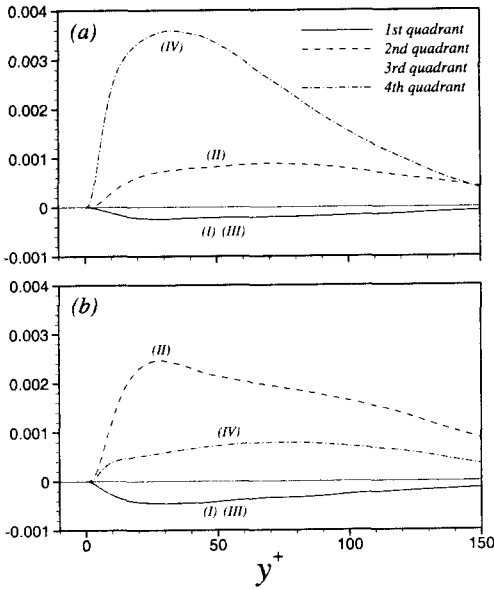 0.004
(a)
(IV)
1st quadrant
2nd quadrant
3rd quadrant
4th quadrant
0.003
0.002
0.001
(II)
0
(I) (III)
-0.001
0.004
(b)
0.003
(II)
0.002
0.001
(IV)
0
(I) (III)
-0.001
0 50 100 150
y+